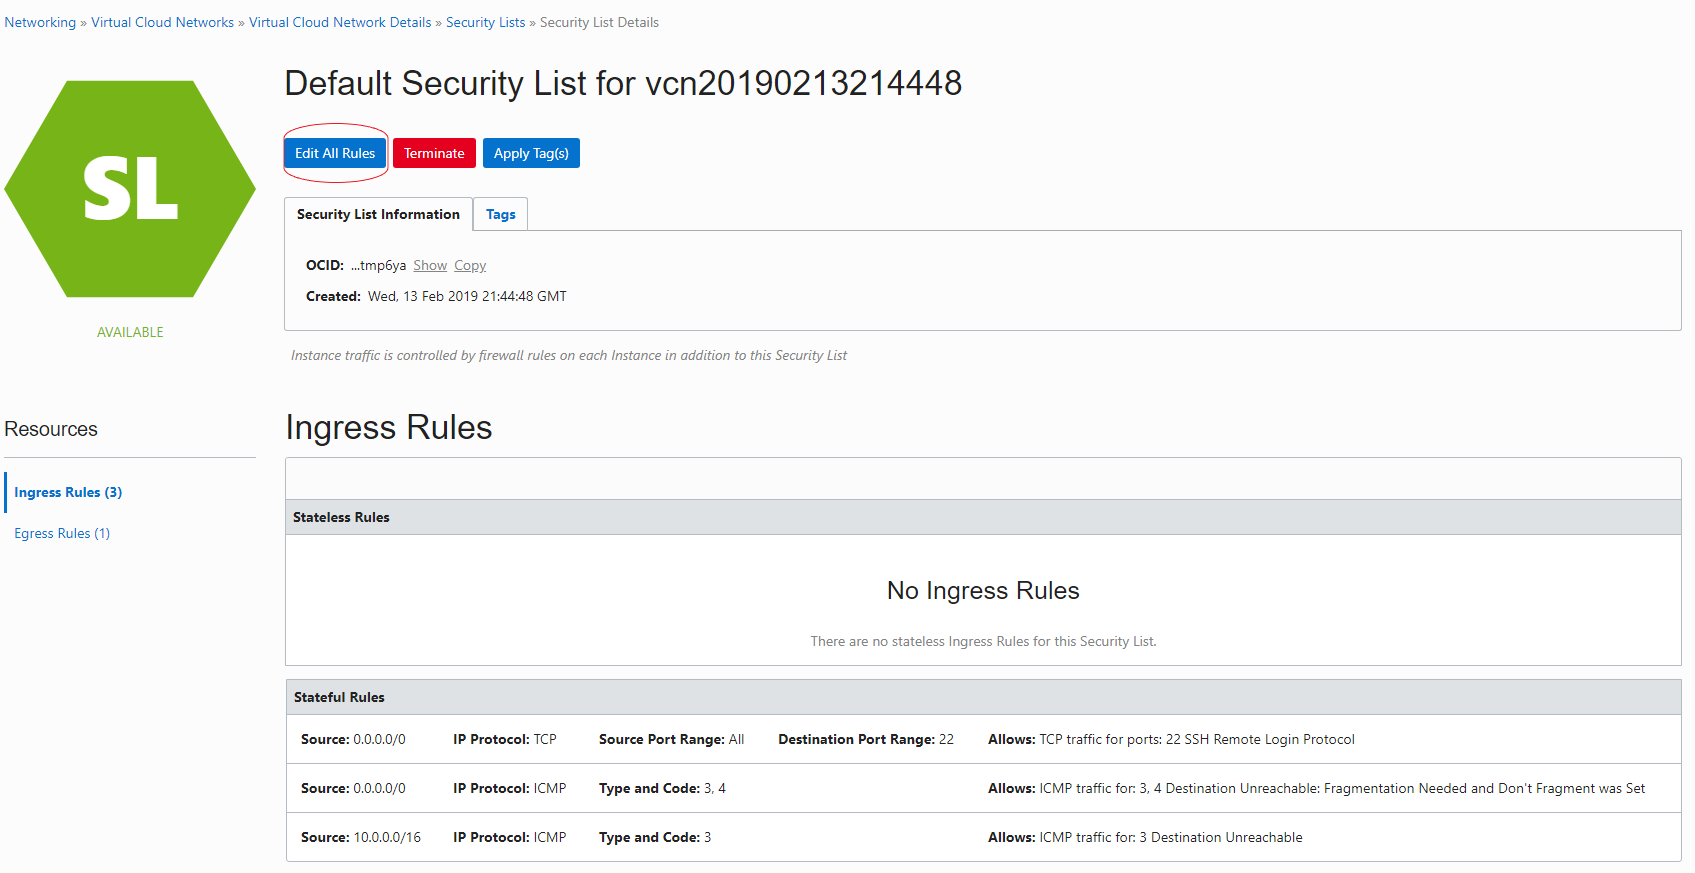 Networking » Virtual Cloud Networks » Virtual Cloud Network Details » Security Lists » Security List Details
SL
AVAILABLE
Default Security List for vcn20190213214448
Edit All Rules Terminate Apply Tag(s)
Security List Information Tags
OCID: ...tmp6ya Show Copy
Created: Wed, 13 Feb 2019 21:44:48 GMT
Instance traffic is controlled by firewall rules on each Instance in addition to this Security List
Resources
Ingress Rules (3)
Egress Rules (1)
Ingress Rules
Stateless Rules
No Ingress Rules
There are no stateless Ingress Rules for this Security List.
Stateful Rules
Source: 0.0.0.0/0 IP Protocol: TCP Source Port Range: All Destination Port Range: 22 Allows: TCP traffic for ports: 22 SSH Remote Login Protocol
Source: 0.0.0.0/0 IP Protocol: ICMP Type and Code: 3, 4 Allows: ICMP traffic for: 3, 4 Destination Unreachable: Fragmentation Needed and Don't Fragment was Set
Source: 10.0.0.0/16 IP Protocol: ICMP Type and Code: 3 Allows: ICMP traffic for: 3 Destination Unreachable